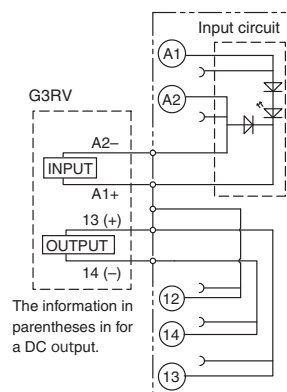 Input circuit
A1
A2
G3RV
A2–
INPUT
A1+
13 (+)
OUTPUT
14 (–)
The information in
parentheses in for
a DC output.
12
14
13